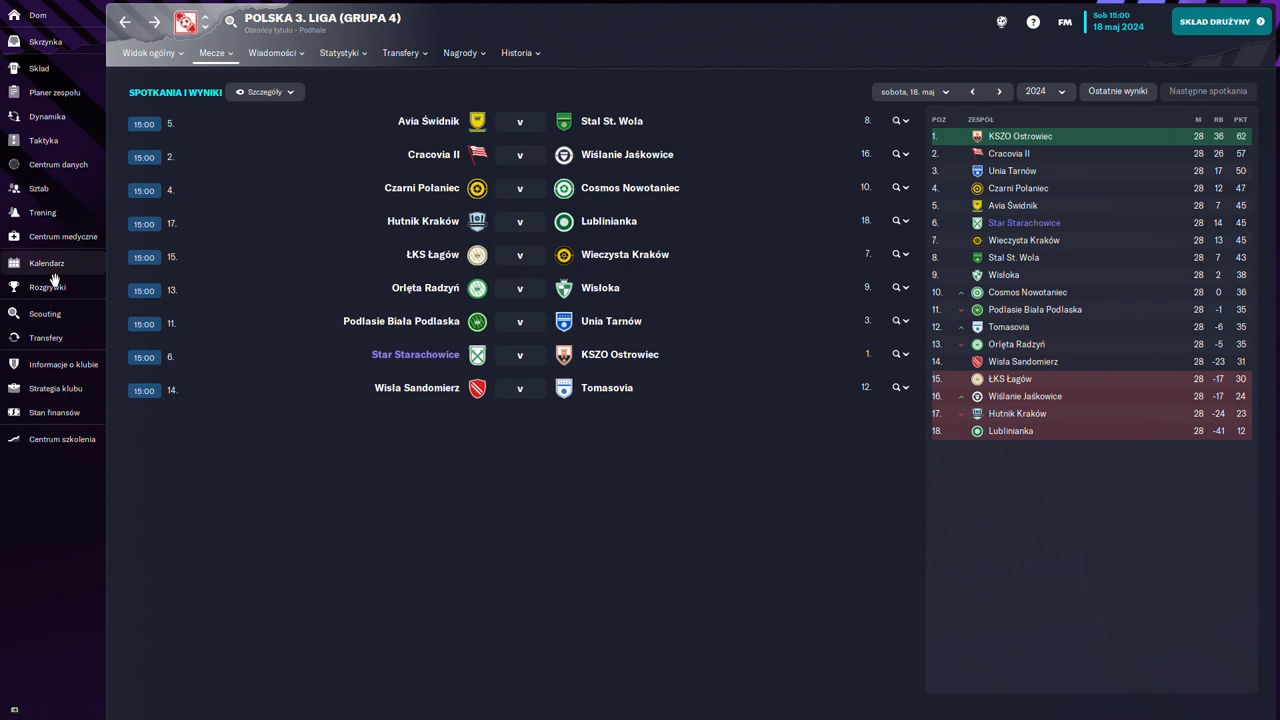 Dom
Skrzynka
Skład
Planer zespołu
Dynamika
Taktyka
Centrum danych
Sztab
Trening
Centrum medyczne
Kalendarz
Rozgrywki
Scouting
Transfery
Informacje o klubie
Strategia klubu
Stan finansów
Centrum szkolenia
POLSKA 3. LIGA (GRUPA 4)
Obrońcy tytułu - Podhale
FM
Sob 15:00
18 maj 2024
SKŁAD DRUŻYNY
Widok ogólny Mecze Wiadomości Statystyki Transfery Nagrody Historia
SPOTKANIA I WYNIKI Szczegóły
sobota, 18. maj 2024 Ostatnie wyniki Następne spotkania
15:00 5. Avia Świdnik v Stal St. Wola 8.
15:00 2. Cracovia II v Wiślanie Jaśkowice 16.
15:00 4. Czarni Połaniec v Cosmos Nowotaniec 10.
15:00 17. Hutnik Kraków v Lublinianka 18.
15:00 15. ŁKS Łagów v Wieczysta Kraków 7.
15:00 13. Orlęta Radzyń v Wisłoka 9.
15:00 11. Podlasie Biała Podlaska v Unia Tarnów 3.
15:00 6. Star Starachowice v KSZO Ostrowiec 1.
15:00 14. Wisła Sandomierz v Tomasovia 12.
POZ ZESPÓŁ M RB PKT
1. KSZO Ostrowiec 28 36 62
2. Cracovia II 28 26 57
3. Unia Tarnów 28 17 50
4. Czarni Połaniec 28 12 47
5. Avia Świdnik 28 7 45
6. Star Starachowice 28 14 45
7. Wieczysta Kraków 28 13 45
8. Stal St. Wola 28 7 43
9. Wisłoka 28 2 38
10. Cosmos Nowotaniec 28 0 36
11. Podlasie Biała Podlaska 28 -1 35
12. Tomasovia 28 -6 35
13. Orlęta Radzyń 28 -5 35
14. Wisła Sandomierz 28 -23 31
15. ŁKS Łagów 28 -17 30
16. Wiślanie Jaśkowice 28 -17 24
17. Hutnik Kraków 28 -24 23
18. Lublinianka 28 -41 12